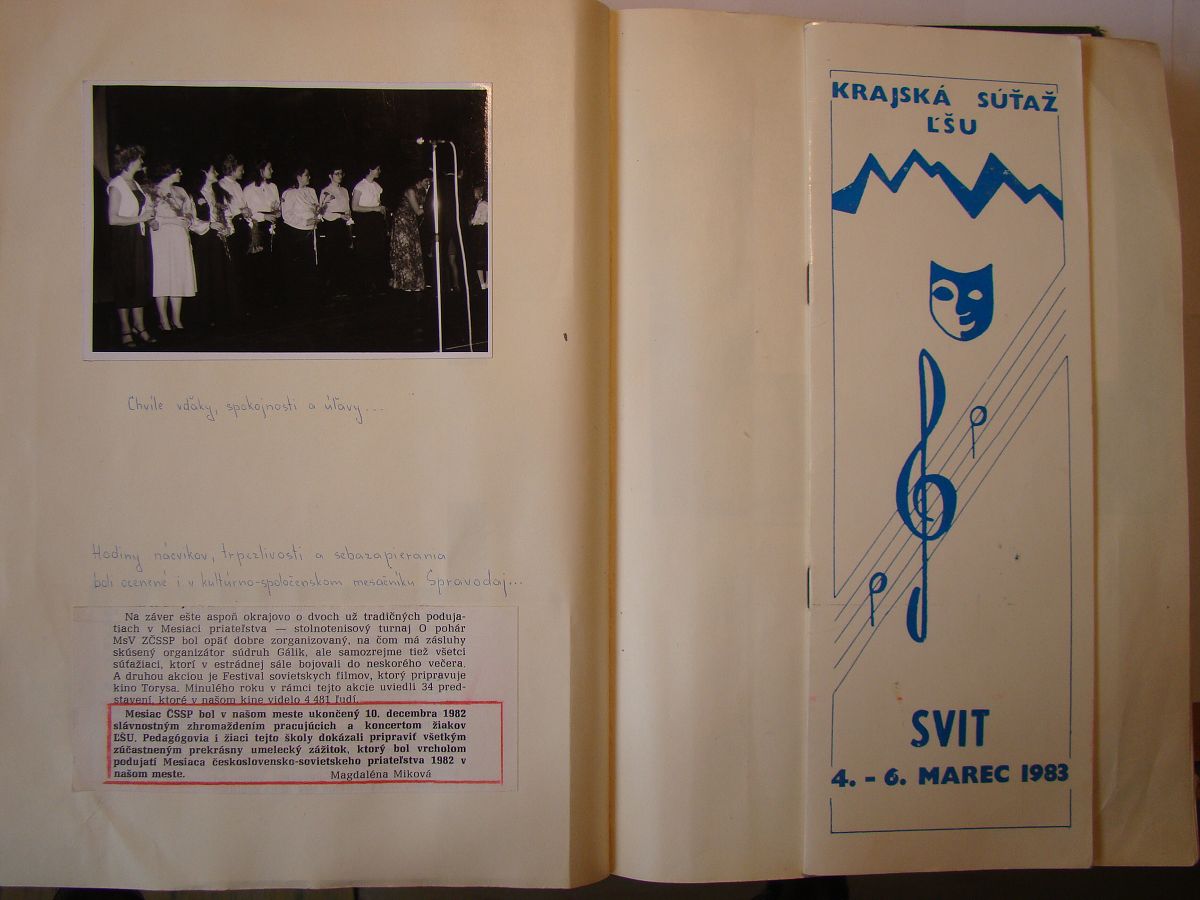 Chvíle vďaky, spokojnosti a úľavy...
Hodiny nácvikov, trpezlivosti a sebazapierania
boli ocenené i v kultúrno-spoločenskom mesačníku Spravodaj...
Na záver ešte aspoň okrajovo o dvoch už tradičných poduja-
tiach v Mesiaci priateľstva — stolnotenisový turnaj O pohár
MsV ZČSSP bol opäť dobre zorganizovaný, na čom má zásluhy
skúsený organizátor súdruh Gálik, ale samozrejme tiež všetci
súťažiaci, ktorí v estrádnej sále bojovali do neskorého večera.
A druhou akciou je Festival sovietskych filmov, ktorý pripravuje
kino Torysa. Minulého roku v rámci tejto akcie uviedli 34 pred-
stavení, ktoré v našom kine videlo 4 481 ľudí.
Mesiac ČSSP bol v našom meste ukončený 10. decembra 1982
slávnostným zhromaždením pracujúcich a koncertom žiakov
ĽŠU. Pedagógovia i žiaci tejto školy dokázali pripraviť všetkým
zúčastneným prekrásny umelecký zážitok, ktorý bol vrcholom
podujatí Mesiaca československo-sovietskeho priateľstva 1982 v
našom meste. Magdaléna Miková
KRAJSKÁ SÚŤAŽ
ĽŠU
SVIT
4. - 6. MAREC 1983